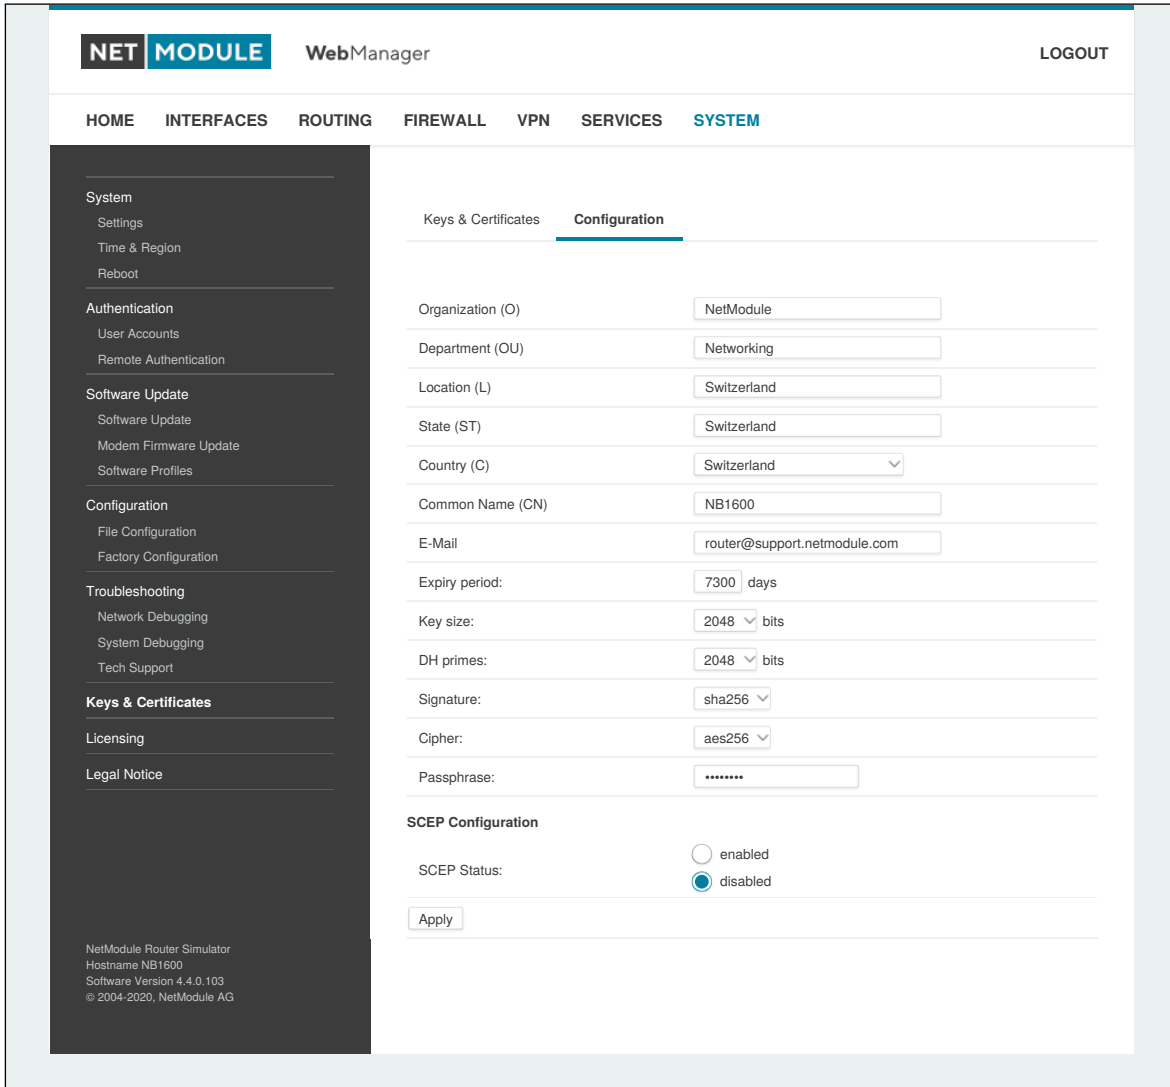 NET MODULE WebManager LOGOUT
HOME INTERFACES ROUTING FIREWALL VPN SERVICES SYSTEM
System
Settings
Time & Region
Reboot
Authentication
User Accounts
Remote Authentication
Software Update
Software Update
Modem Firmware Update
Software Profiles
Configuration
File Configuration
Factory Configuration
Troubleshooting
Network Debugging
System Debugging
Tech Support
Keys & Certificates
Licensing
Legal Notice
NetModule Router Simulator
Hostname NB1600
Software Version 4.4.0.103
© 2004-2020, NetModule AG
Keys & Certificates Configuration
Organization (O) NetModule
Department (OU) Networking
Location (L) Switzerland
State (ST) Switzerland
Country (C) Switzerland
Common Name (CN) NB1600
E-Mail router@support.netmodule.com
Expiry period: 7300 days
Key size: 2048 bits
DH primes: 2048 bits
Signature: sha256
Cipher: aes256
Passphrase: ••••••••
SCEP Configuration
SCEP Status: enabled
disabled
Apply